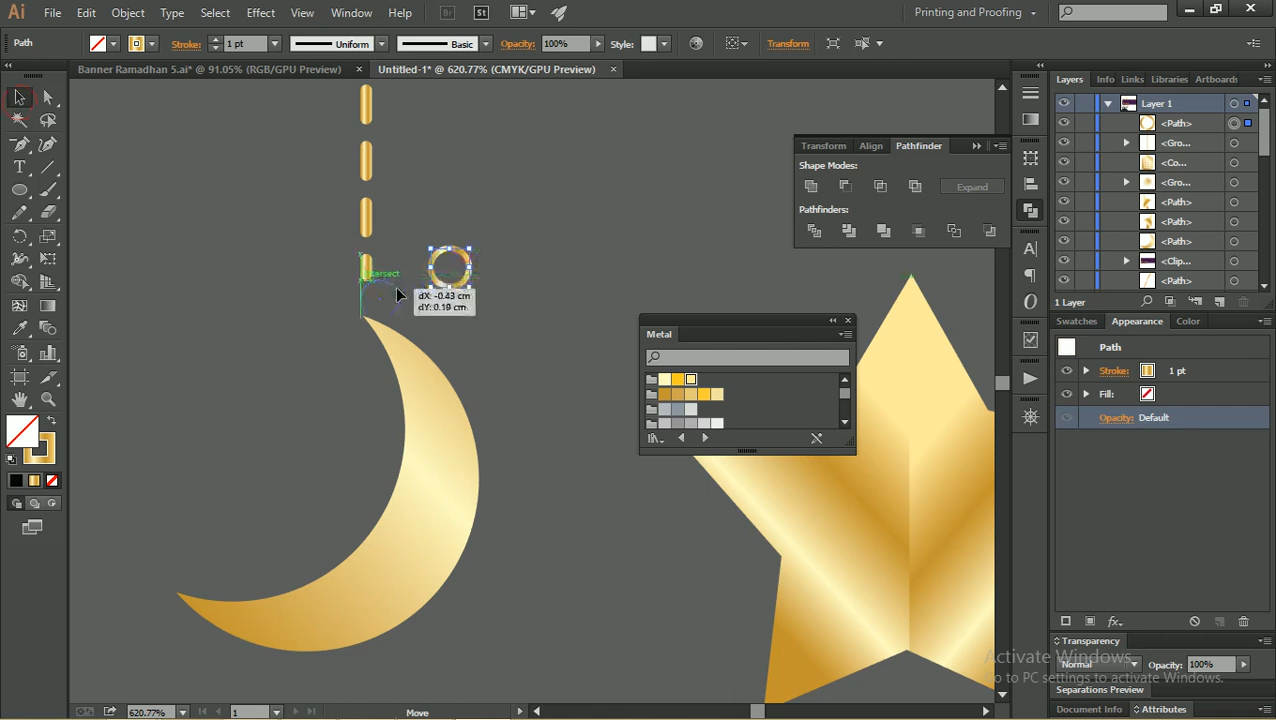 Ai File Edit Object Type Select Effect View Window Help Br St Printing and Proofing
Path Stroke: 1 pt Uniform Basic Opacity: 100% Style: Transform
Banner Ramadhan 5.ai* @ 91.05% (RGB/GPU Preview) × Untitled-1* @ 620.77% (CMYK/GPU Preview) ×
Layers Info Links Libraries Artboards
Layer 1
<Path>
<Gro...
<Co...
<Gro...
<Path>
<Path>
<Path>
<Clip...
<Path>
1 Layer
Transform Align Pathfinder
Shape Modes:
Expand
Pathfinders:
dX: -0.43 cm
dY: 0.19 cm
Metal
Swatches Appearance Color
Path
Stroke: 1 pt
Fill:
Opacity: Default
Transparency
Normal Opacity: 100%
Separations Preview
Document Info Attributes
Activate Windows
Go to PC settings to activate Windows.
620.77% 1 Move